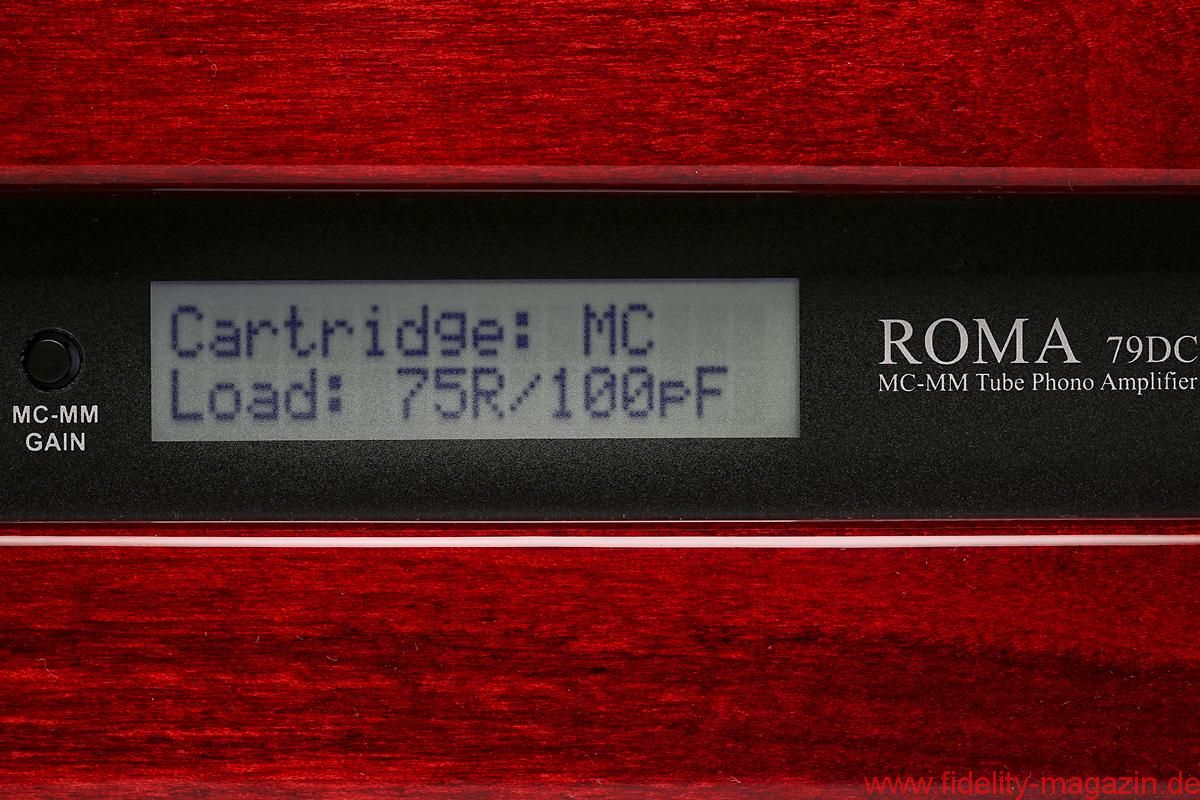 Cartridge: MC
Load: 75R/100pF
MC-MM
GAIN
ROMA 79DC
MC-MM Tube Phono Amplifier
www.fidelity-magazin.de